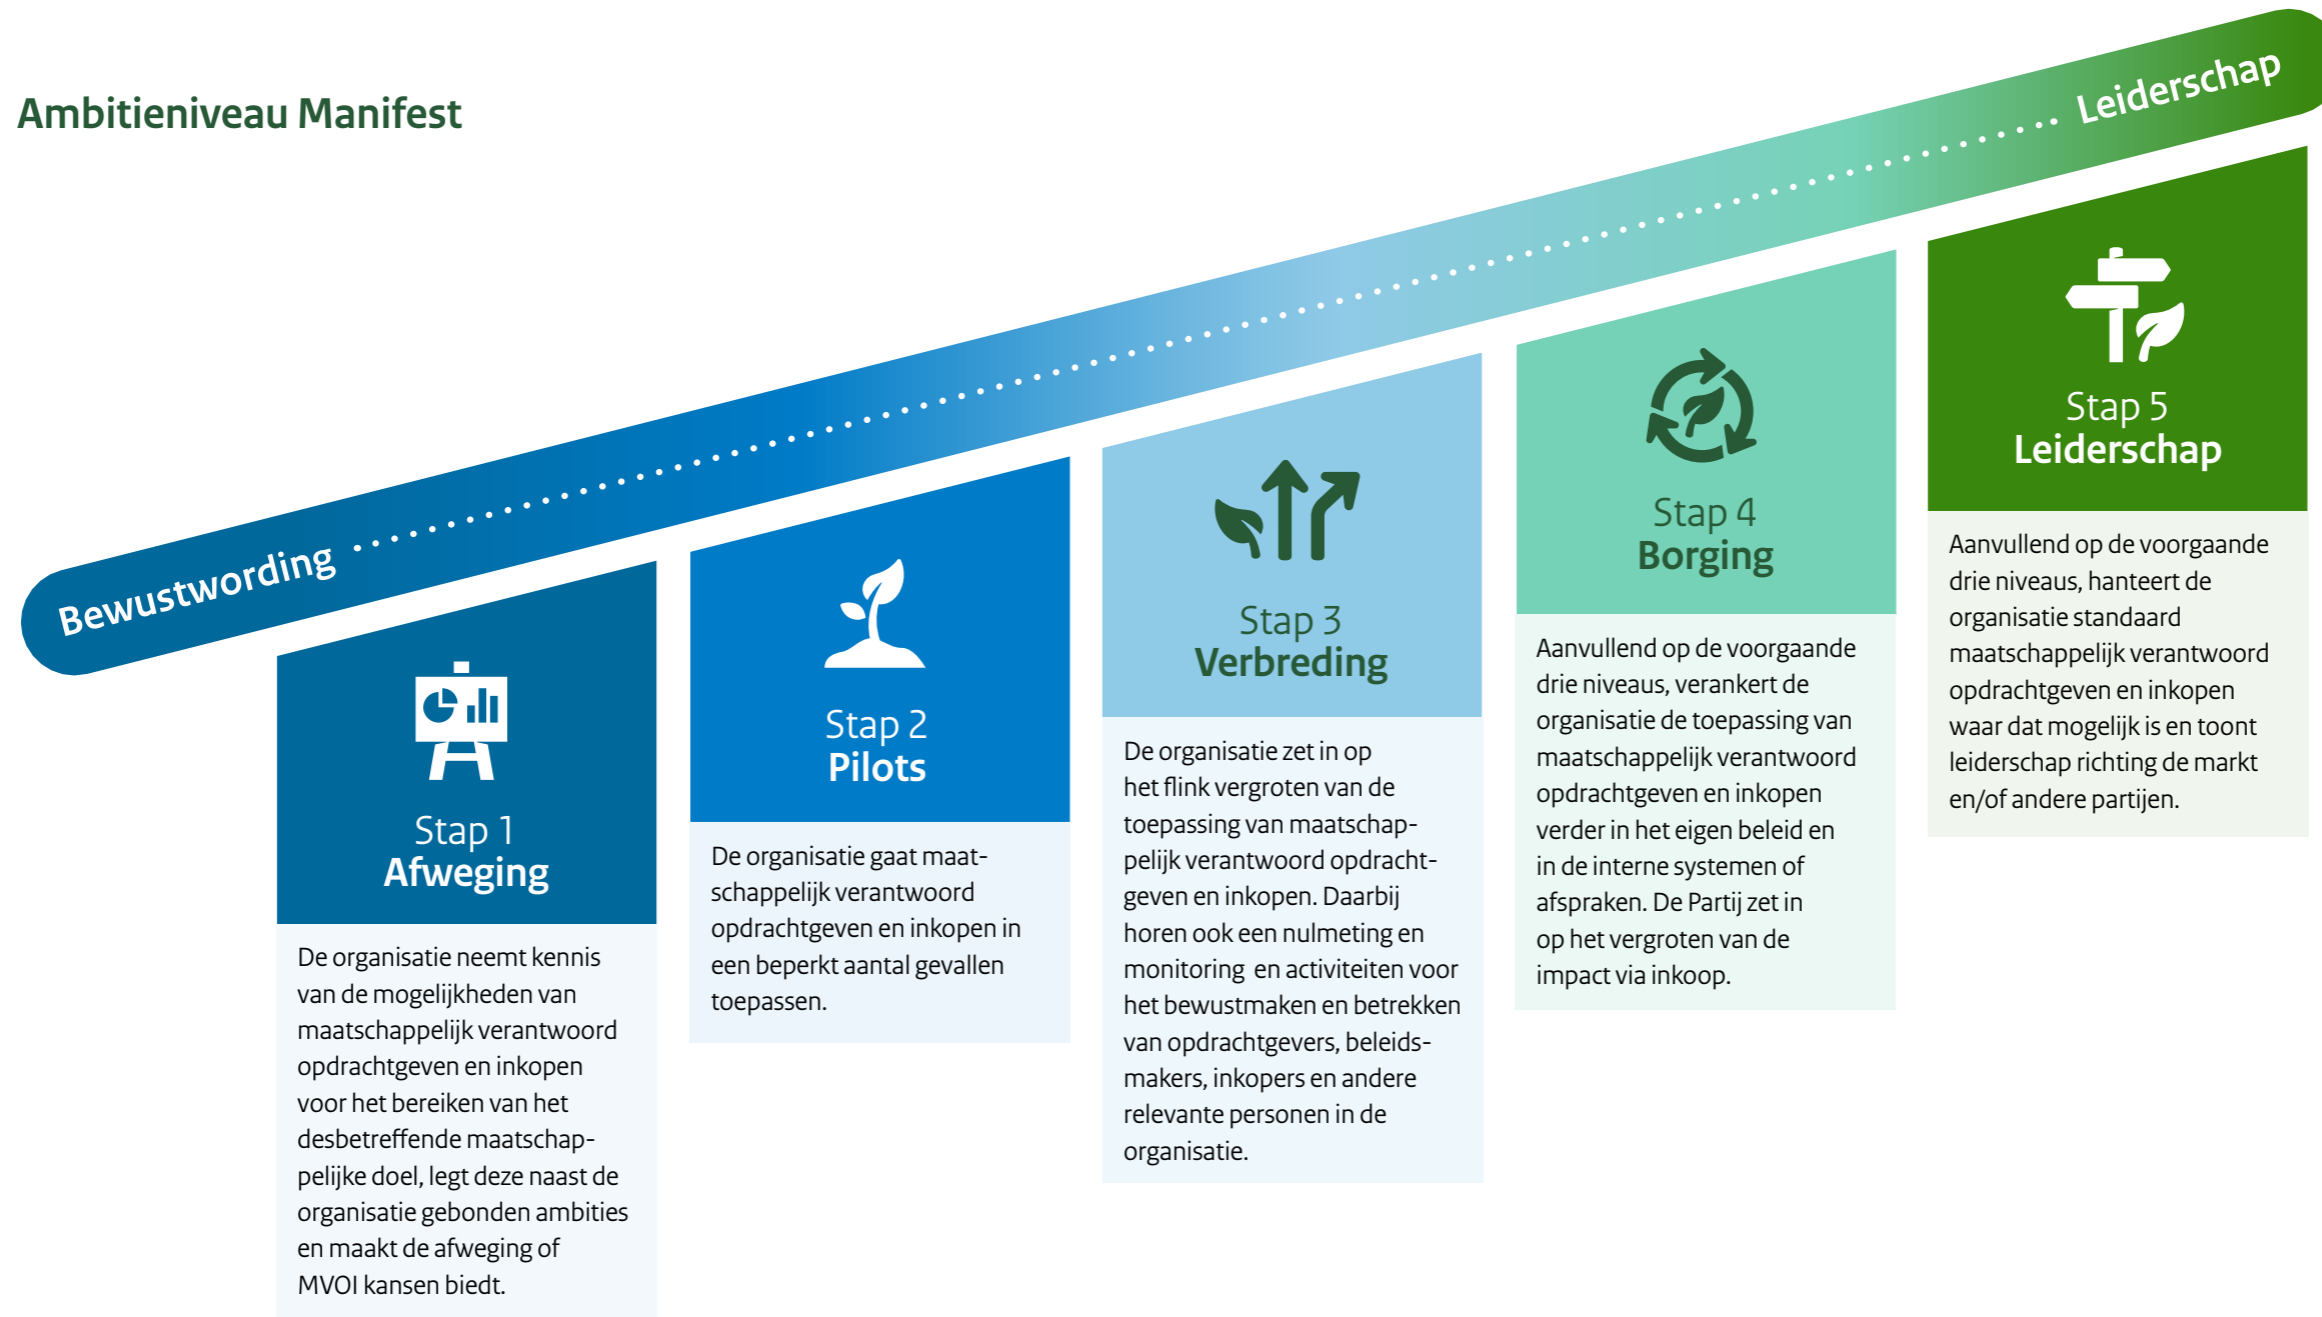 Ambitieniveau Manifest
Bewustwording
Leiderschap
Stap 1
Afweging
De organisatie neemt kennis
van de mogelijkheden van
maatschappelijk verantwoord
opdrachtgeven en inkopen
voor het bereiken van het
desbetreffende maatschap-
pelijke doel, legt deze naast de
organisatie gebonden ambities
en maakt de afweging of
MVOI kansen biedt.
Stap 2
Pilots
De organisatie gaat maat-
schappelijk verantwoord
opdrachtgeven en inkopen in
een beperkt aantal gevallen
toepassen.
Stap 3
Verbreding
De organisatie zet in op
het flink vergroten van de
toepassing van maatschap-
pelijk verantwoord opdracht-
geven en inkopen. Daarbij
horen ook een nulmeting en
monitoring en activiteiten voor
het bewustmaken en betrekken
van opdrachtgevers, beleids-
makers, inkopers en andere
relevante personen in de
organisatie.
Stap 4
Borging
Aanvullend op de voorgaande
drie niveaus, verankert de
organisatie de toepassing van
maatschappelijk verantwoord
opdrachtgeven en inkopen
verder in het eigen beleid en
in de interne systemen of
afspraken. De Partij zet in
op het vergroten van de
impact via inkoop.
Stap 5
Leiderschap
Aanvullend op de voorgaande
drie niveaus, hanteert de
organisatie standaard
maatschappelijk verantwoord
opdrachtgeven en inkopen
waar dat mogelijk is en toont
leiderschap richting de markt
en/of andere partijen.